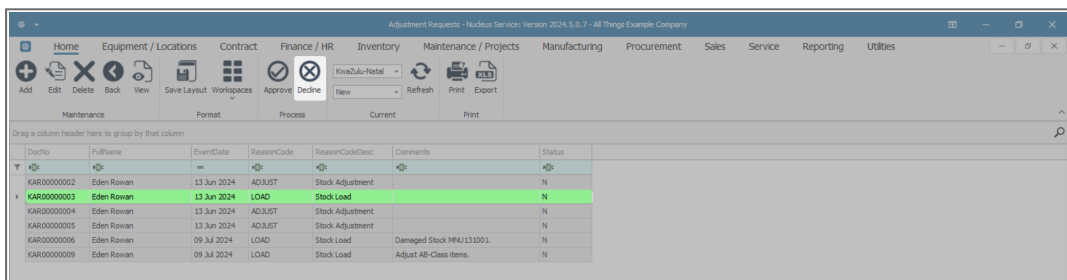 Adjustment Requests - Nucleus Service: Version 2024.5.0.7 - All Things Example Company
Home Equipment / Locations Contract Finance / HR Inventory Maintenance / Projects Manufacturing Procurement Sales Service Reporting Utilities
KwaZulu-Natal
New
Add Edit Delete Back View Save Layout Workspaces Approve Decline Refresh Print Export
Maintenance Format Process Current Print
Drag a column header here to group by that column
DocNo FullName EventDate ReasonCode ReasonCodeDesc Comments Status
KAR00000002 Eden Rowan 13 Jun 2024 ADJUST Stock Adjustment N
KAR00000003 Eden Rowan 13 Jun 2024 LOAD Stock Load N
KAR00000004 Eden Rowan 13 Jun 2024 ADJUST Stock Adjustment N
KAR00000005 Eden Rowan 13 Jun 2024 ADJUST Stock Adjustment N
KAR00000006 Eden Rowan 09 Jul 2024 LOAD Stock Load Damaged Stock MNU131001. N
KAR00000009 Eden Rowan 09 Jul 2024 LOAD Stock Load Adjust AB-Class items. N